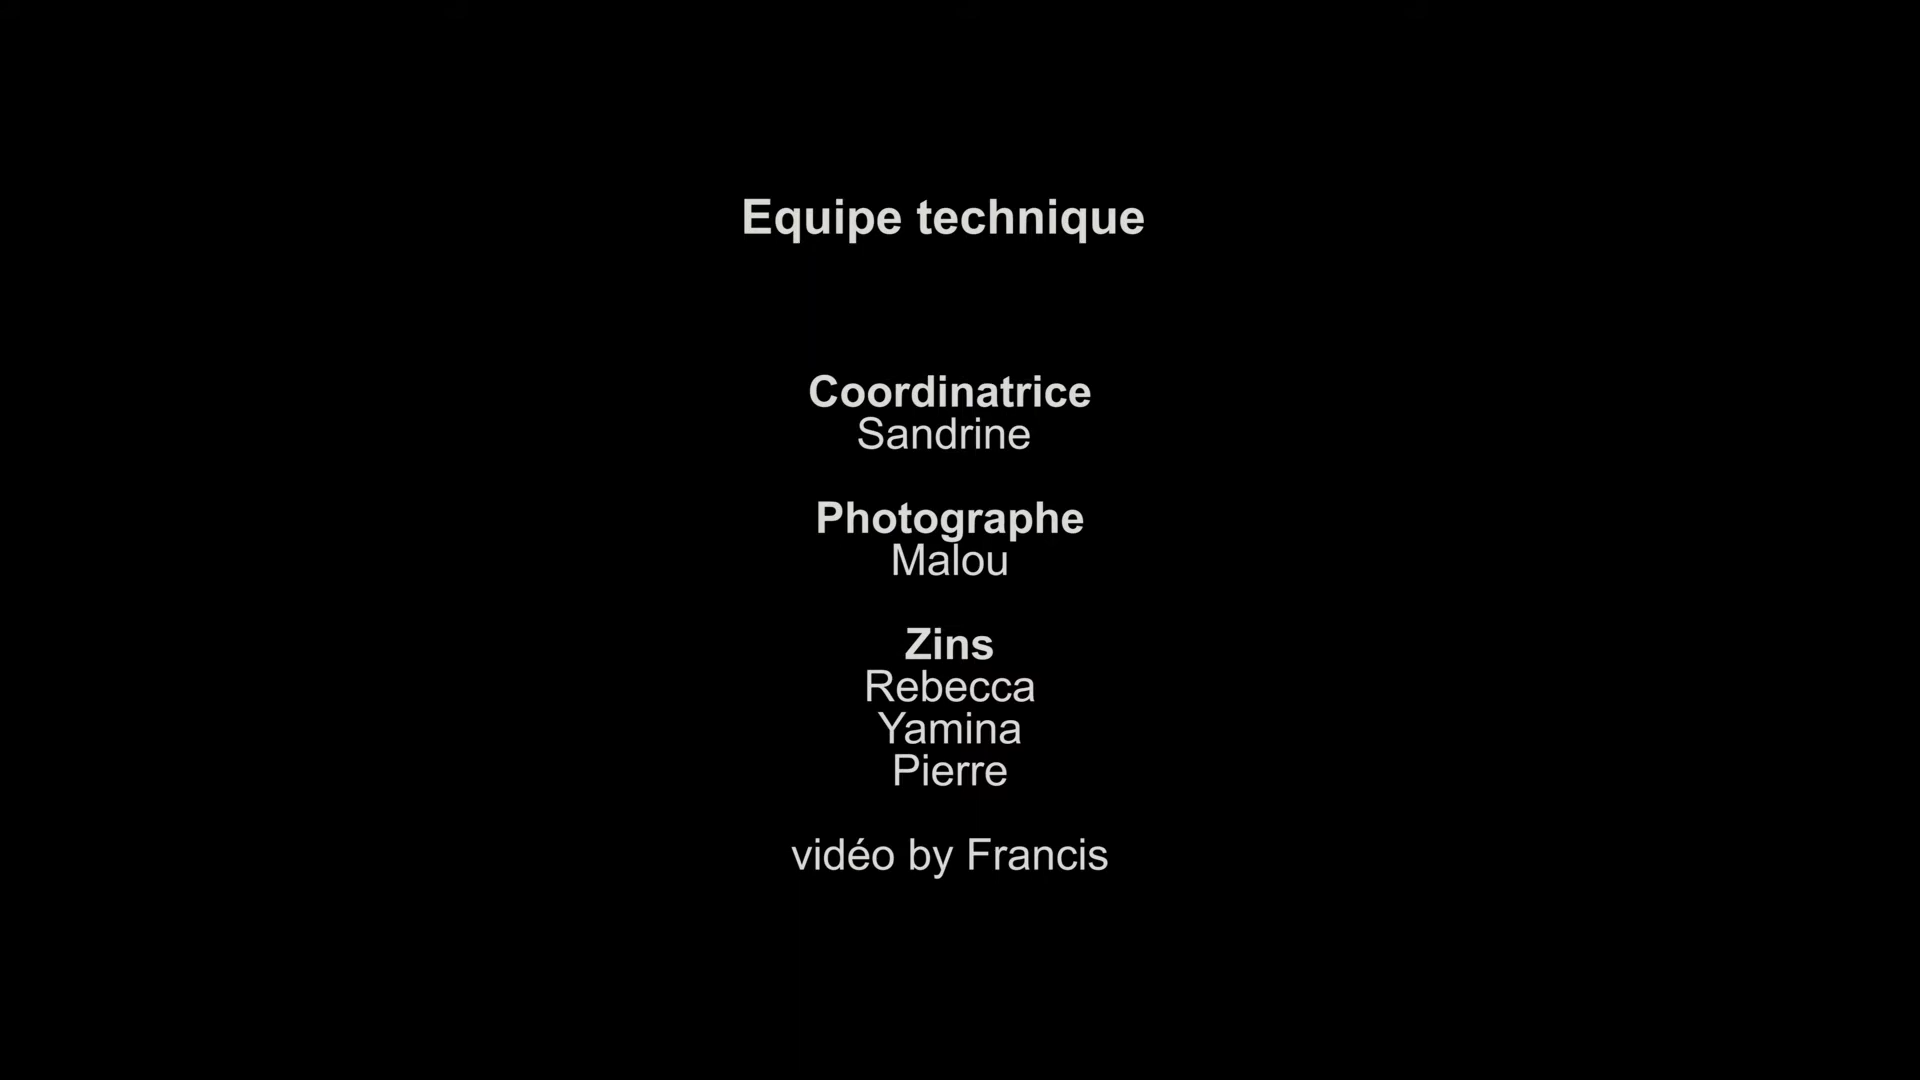 Equipe technique
Coordinatrice
Sandrine
Photographe
Malou
Zins
Rebecca
Yamina
Pierre
vidéo by Francis